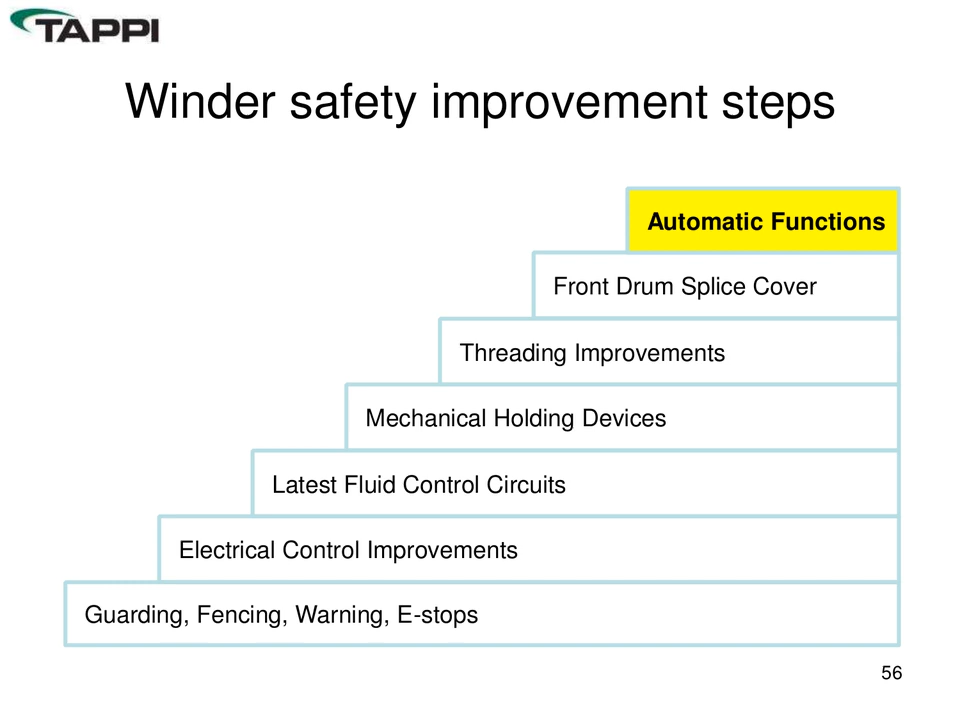 TAPPI
Winder safety improvement steps
Automatic Functions
Front Drum Splice Cover
Threading Improvements
Mechanical Holding Devices
Latest Fluid Control Circuits
Electrical Control Improvements
Guarding, Fencing, Warning, E-stops
56